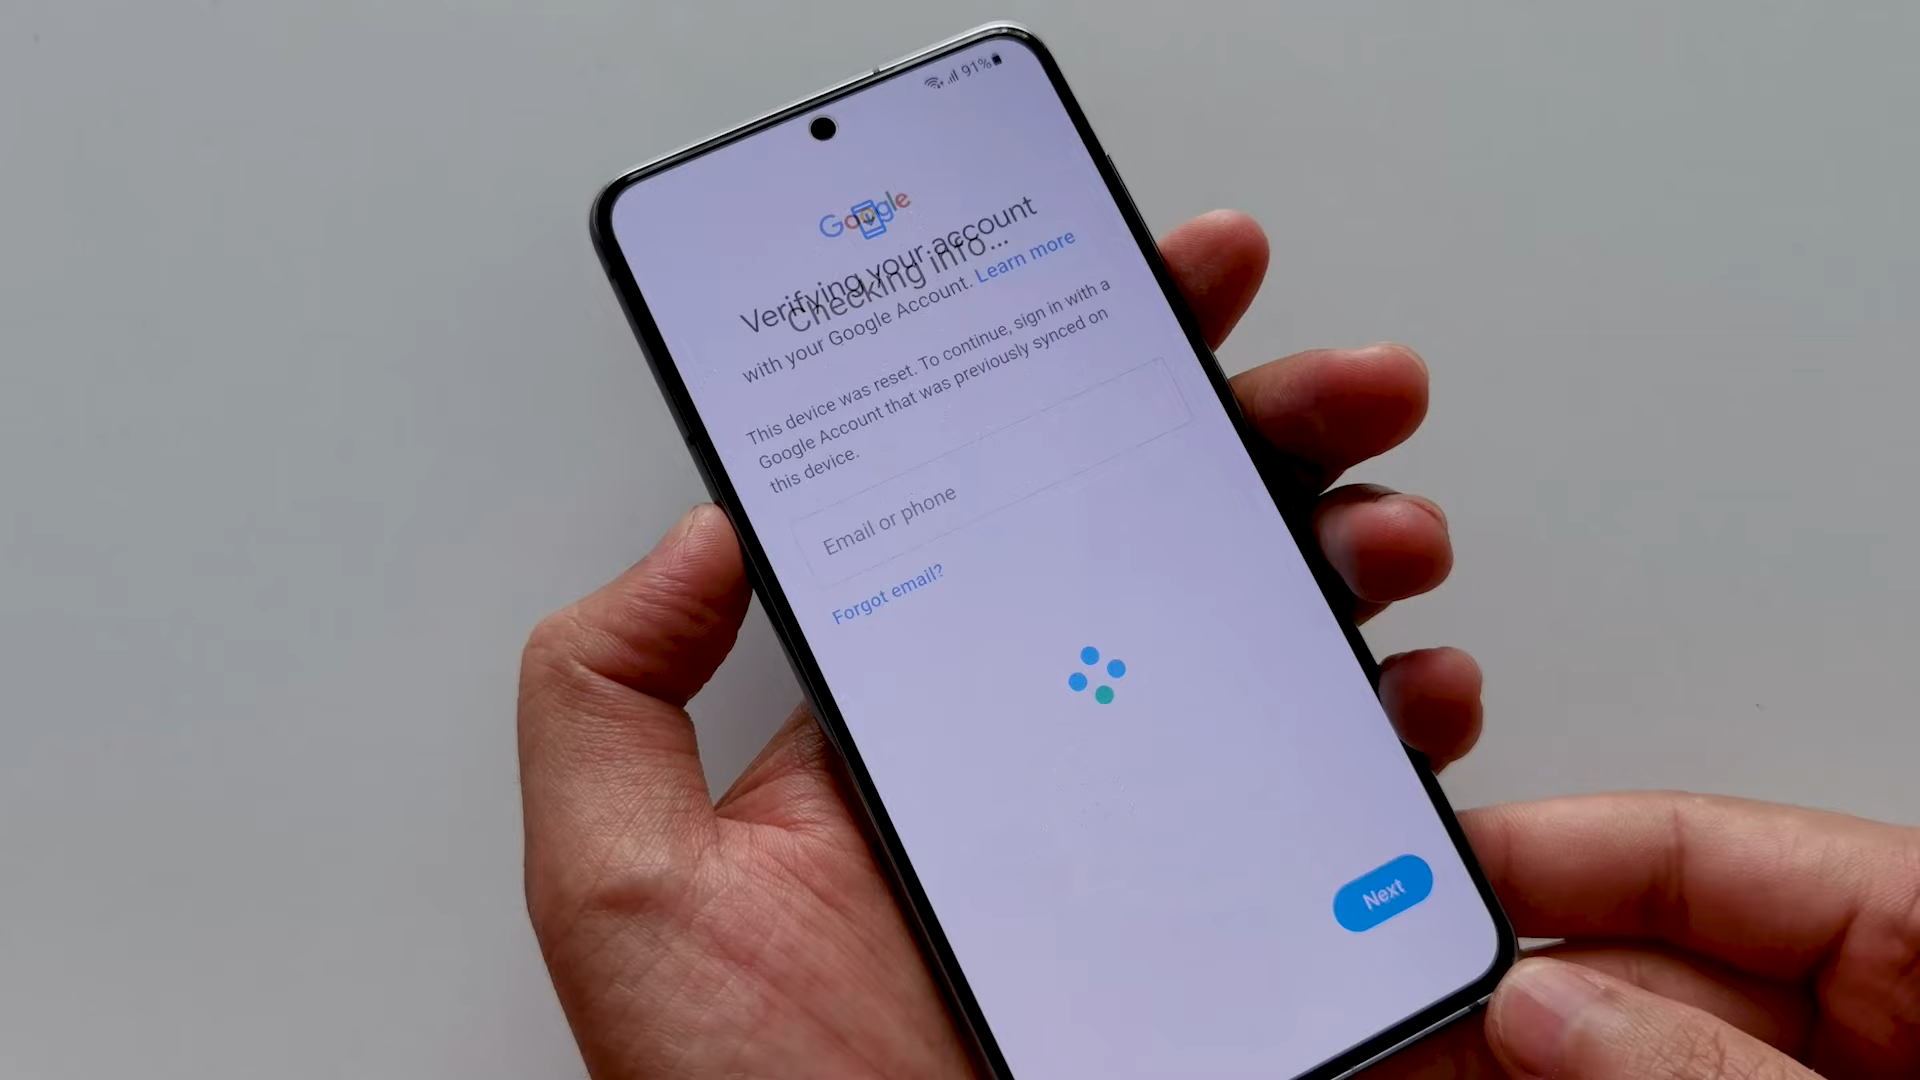 91%
Google
Verifying your account
Checking info...
with your Google Account. Learn more
This device was reset. To continue, sign in with a
Google Account that was previously synced on
this device.
Email or phone
Forgot email?
Next